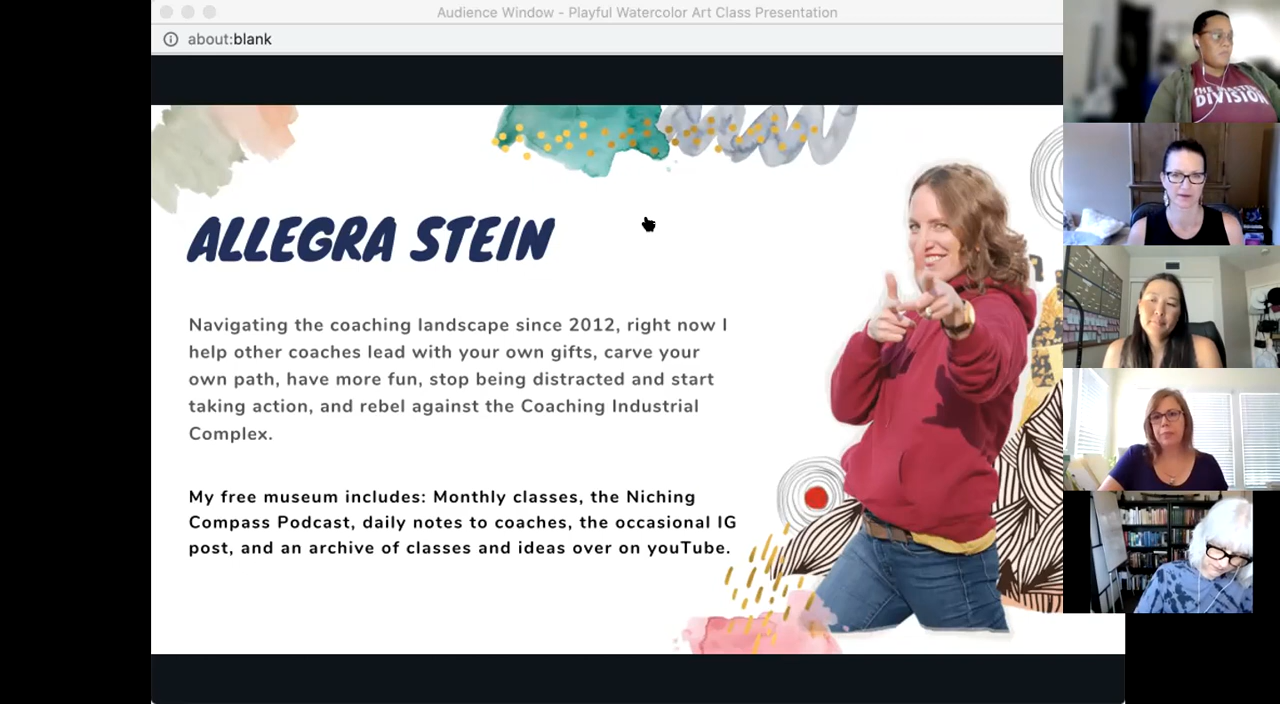 Audience Window - Playful Watercolor Art Class Presentation
about:blank
THE MASTER
DIVISION
ALLEGRA STEIN
Navigating the coaching landscape since 2012, right now I
help other coaches lead with your own gifts, carve your
own path, have more fun, stop being distracted and start
taking action, and rebel against the Coaching Industrial
Complex.
My free museum includes: Monthly classes, the Niching
Compass Podcast, daily notes to coaches, the occasional IG
post, and an archive of classes and ideas over on youTube.